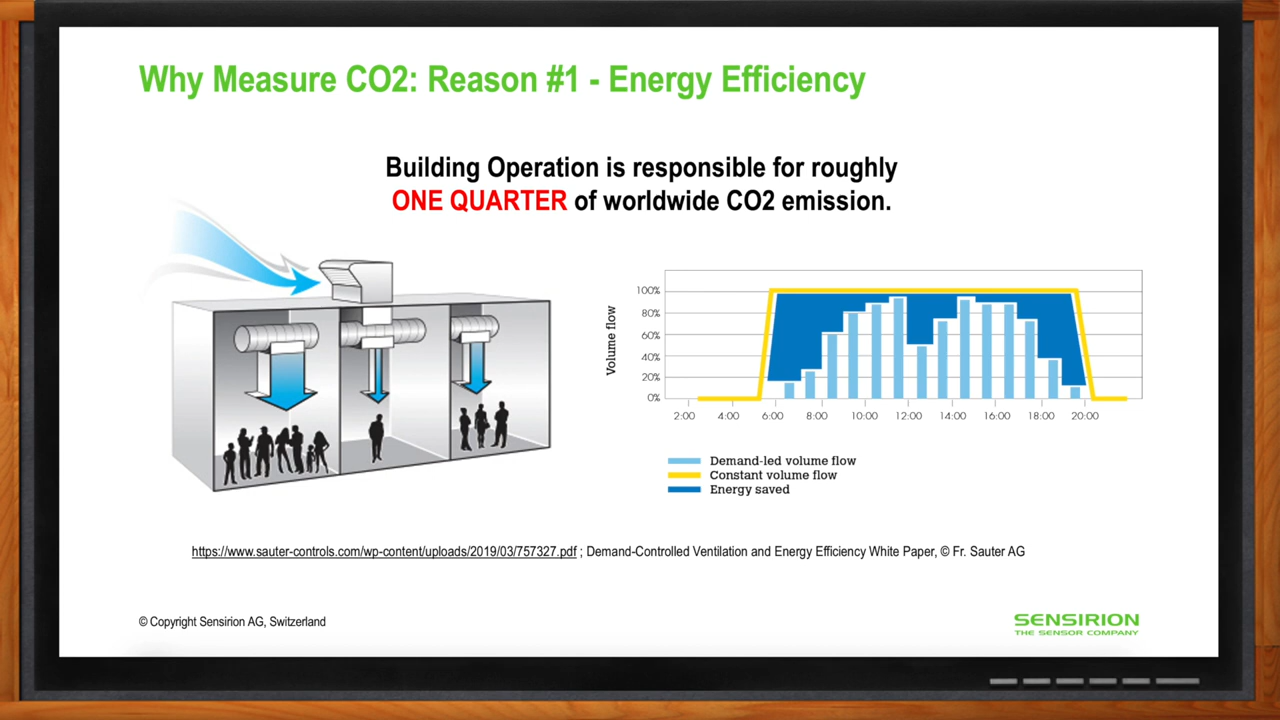 Why Measure CO2: Reason #1 - Energy Efficiency
Building Operation is responsible for roughly
ONE QUARTER of worldwide CO2 emission.
Volume flow
100%
80%
60%
40%
20%
0%
2:00 4:00 6:00 8:00 10:00 12:00 14:00 16:00 18:00 20:00
Demand-led volume flow
Constant volume flow
Energy saved
https://www.sauter-controls.com/wp-content/uploads/2019/03/757327.pdf ; Demand-Controlled Ventilation and Energy Efficiency White Paper, © Fr. Sauter AG
© Copyright Sensirion AG, Switzerland
SENSIRION
THE SENSOR COMPANY